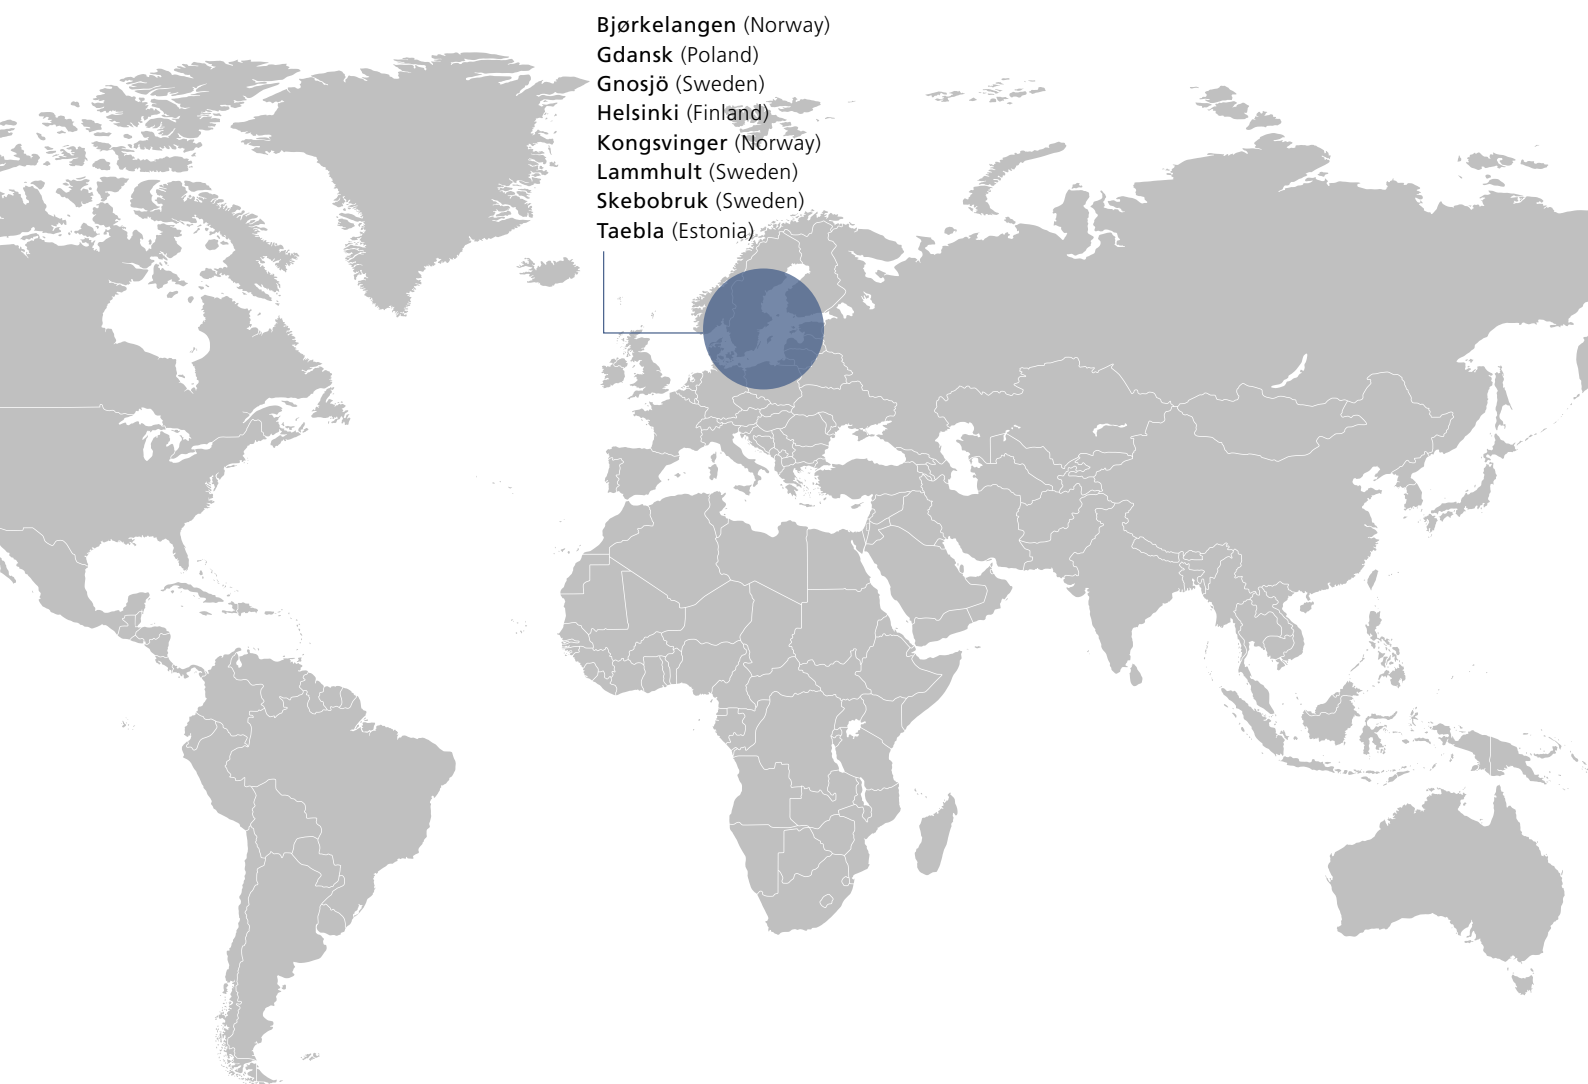 Bjørkelangen (Norway)
Gdansk (Poland)
Gnosjö (Sweden)
Helsinki (Finland)
Kongsvinger (Norway)
Lammhult (Sweden)
Skebobruk (Sweden)
Taebla (Estonia)